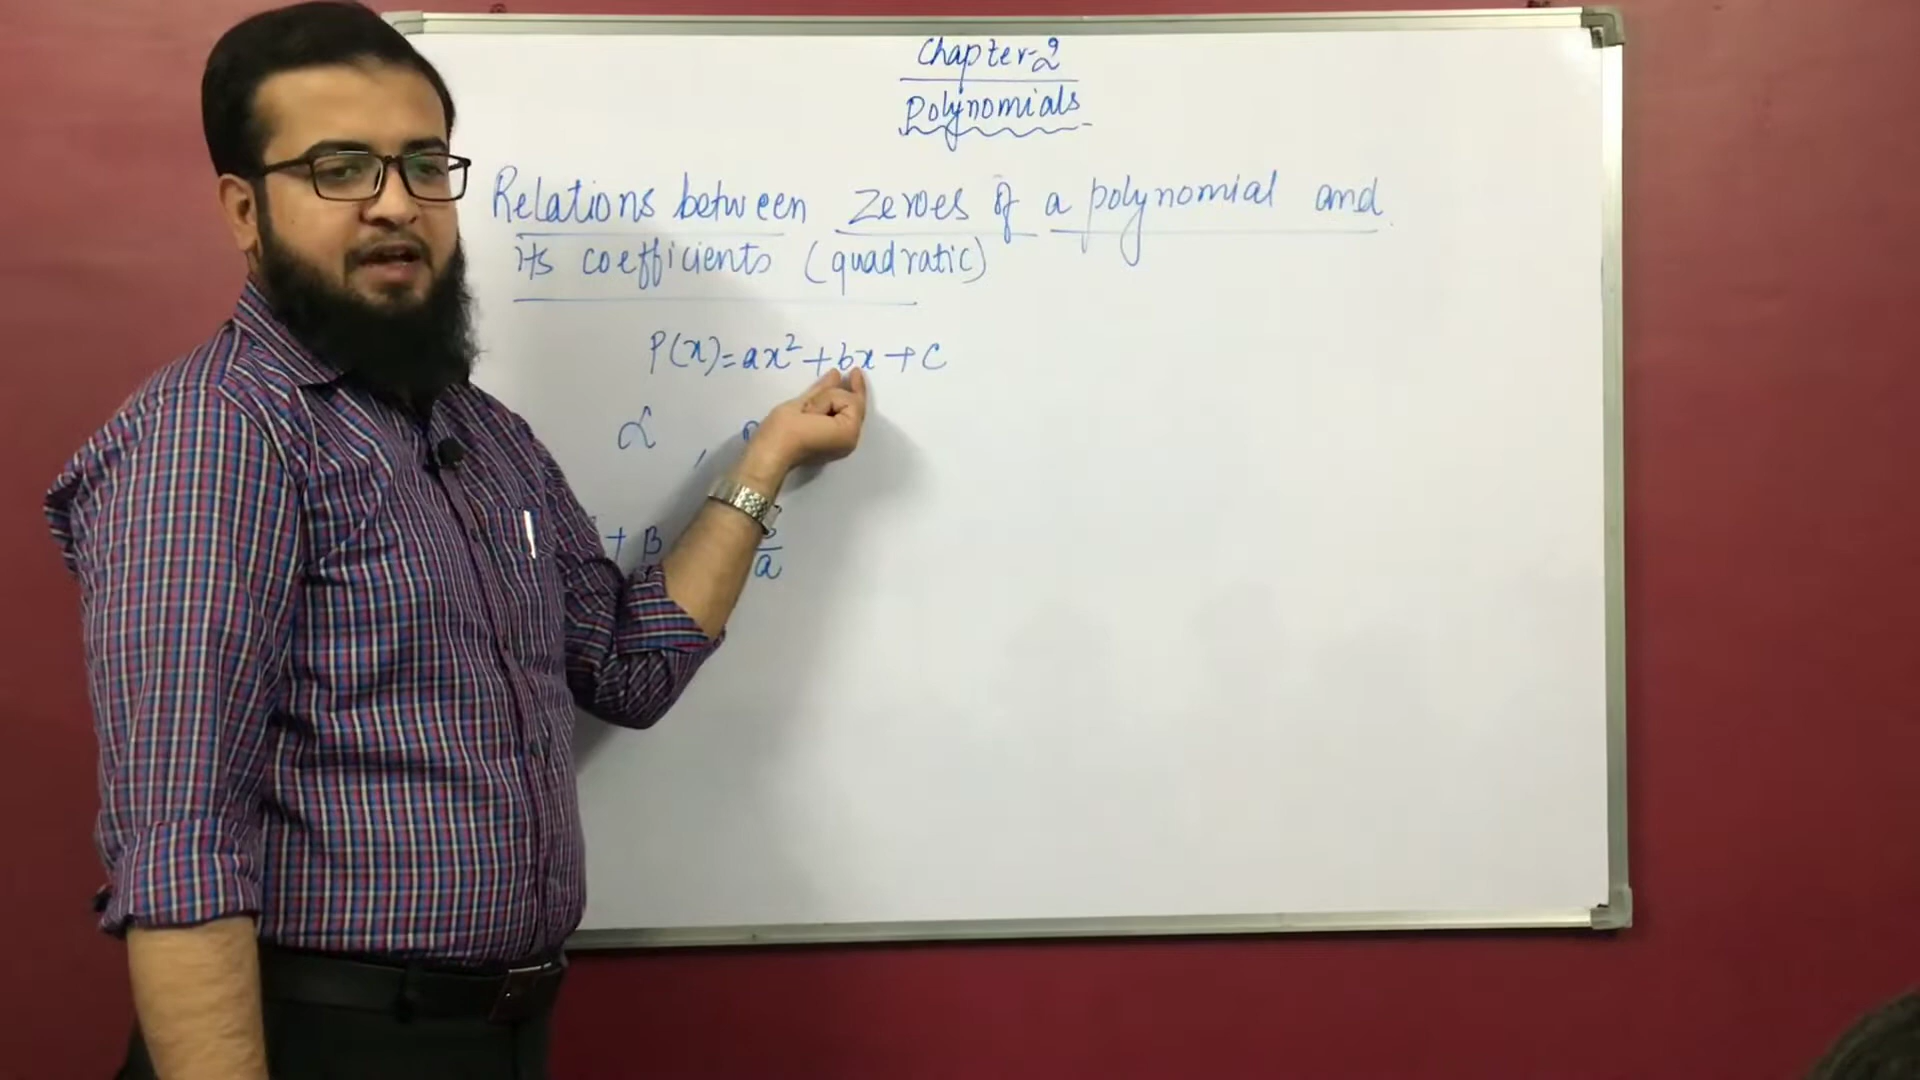 Chapter-2
Polynomials
Relations between zeroes of a polynomial and
its coefficients (quadratic)
P(x)=ax²+bx+c
α ,
+ β
a